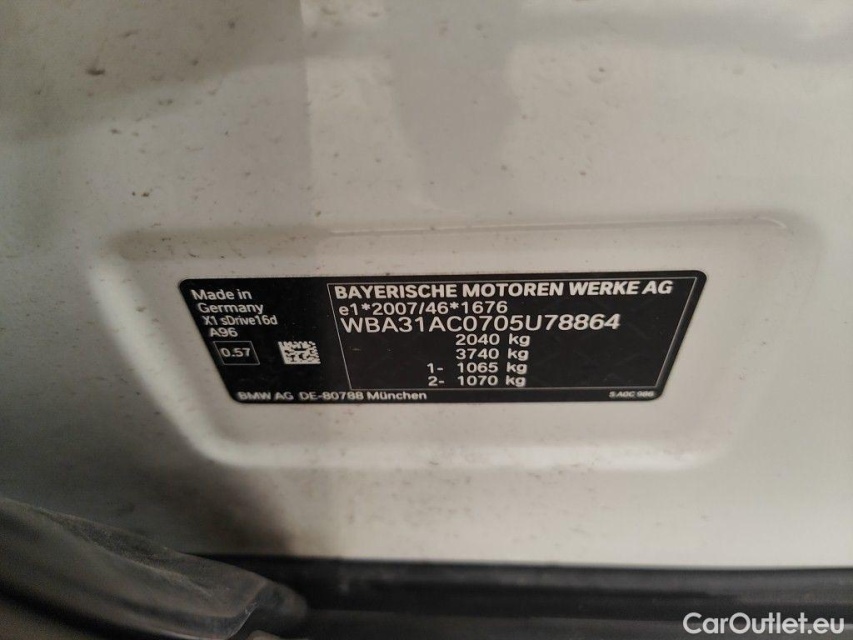 Made in
Germany
X1 sDrive16d
A96
0.57
BAYERISCHE MOTOREN WERKE AG
e1*2007/46*1676
WBA31AC0705U78864
2040 kg
3740 kg
1- 1065 kg
2- 1070 kg
BMW AG DE-80788 München
CarOutlet.eu